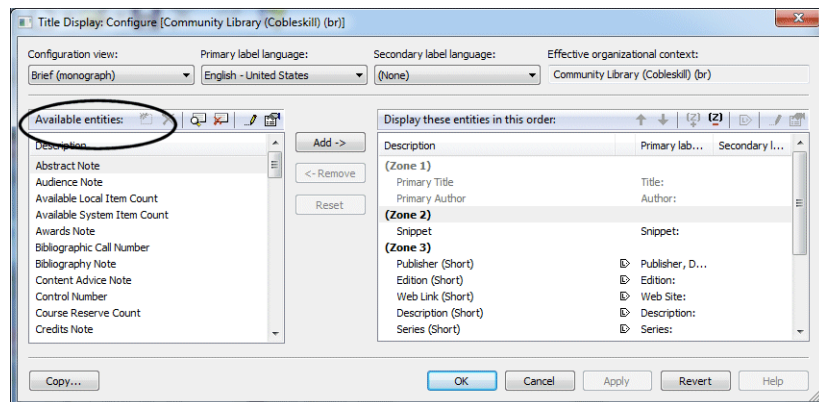 Title Display: Configure [Community Library (Cobleskill) (br)]
Configuration view: Primary label language: Secondary label language: Effective organizational context:
Brief (monograph) English - United States (None) Community Library (Cobleskill) (br)
Available entities: Display these entities in this order:
Description Add -> Description Primary lab... Secondary l...
Abstract Note (Zone 1)
Audience Note <- Remove Primary Title Title:
Available Local Item Count Primary Author Author:
Available System Item Count Reset (Zone 2)
Awards Note Snippet Snippet:
Bibliographic Call Number (Zone 3)
Bibliography Note Publisher (Short) Publisher, D...
Content Advice Note Edition (Short) Edition:
Control Number Web Link (Short) Web Site:
Course Reserve Count Description (Short) Description:
Credits Note Series (Short) Series:
Copy... OK Cancel Apply Revert Help